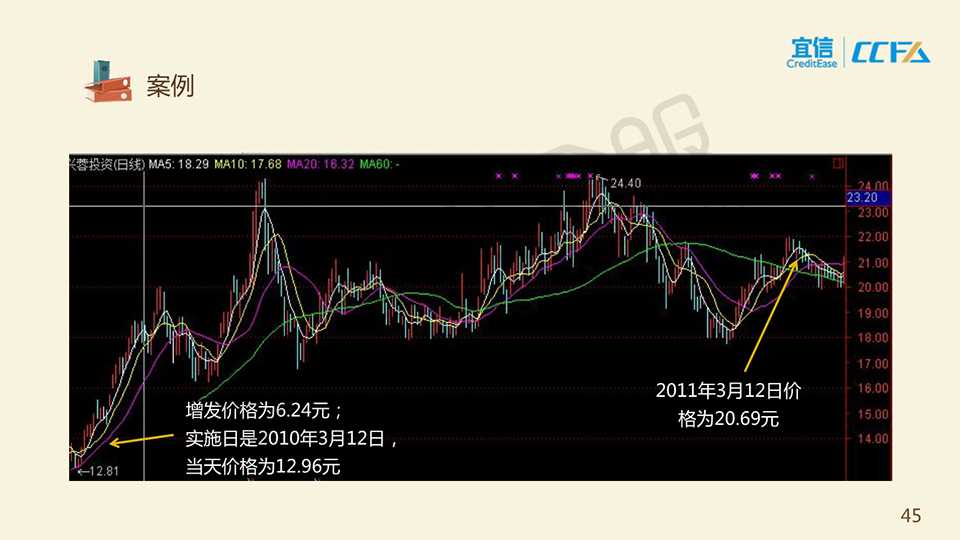 宜信
CreditEase
CCFA
案例
兴蓉投资(日线) MA5: 18.29 MA10: 17.68 MA20: 16.32 MA60: -
24.40
24.00
23.20
23.00
22.00
21.00
20.00
19.00
18.00
17.00
16.00
15.00
14.00
2011年3月12日价
格为20.69元
增发价格为6.24元；
实施日是2010年3月12日，
当天价格为12.96元
←12.81
45